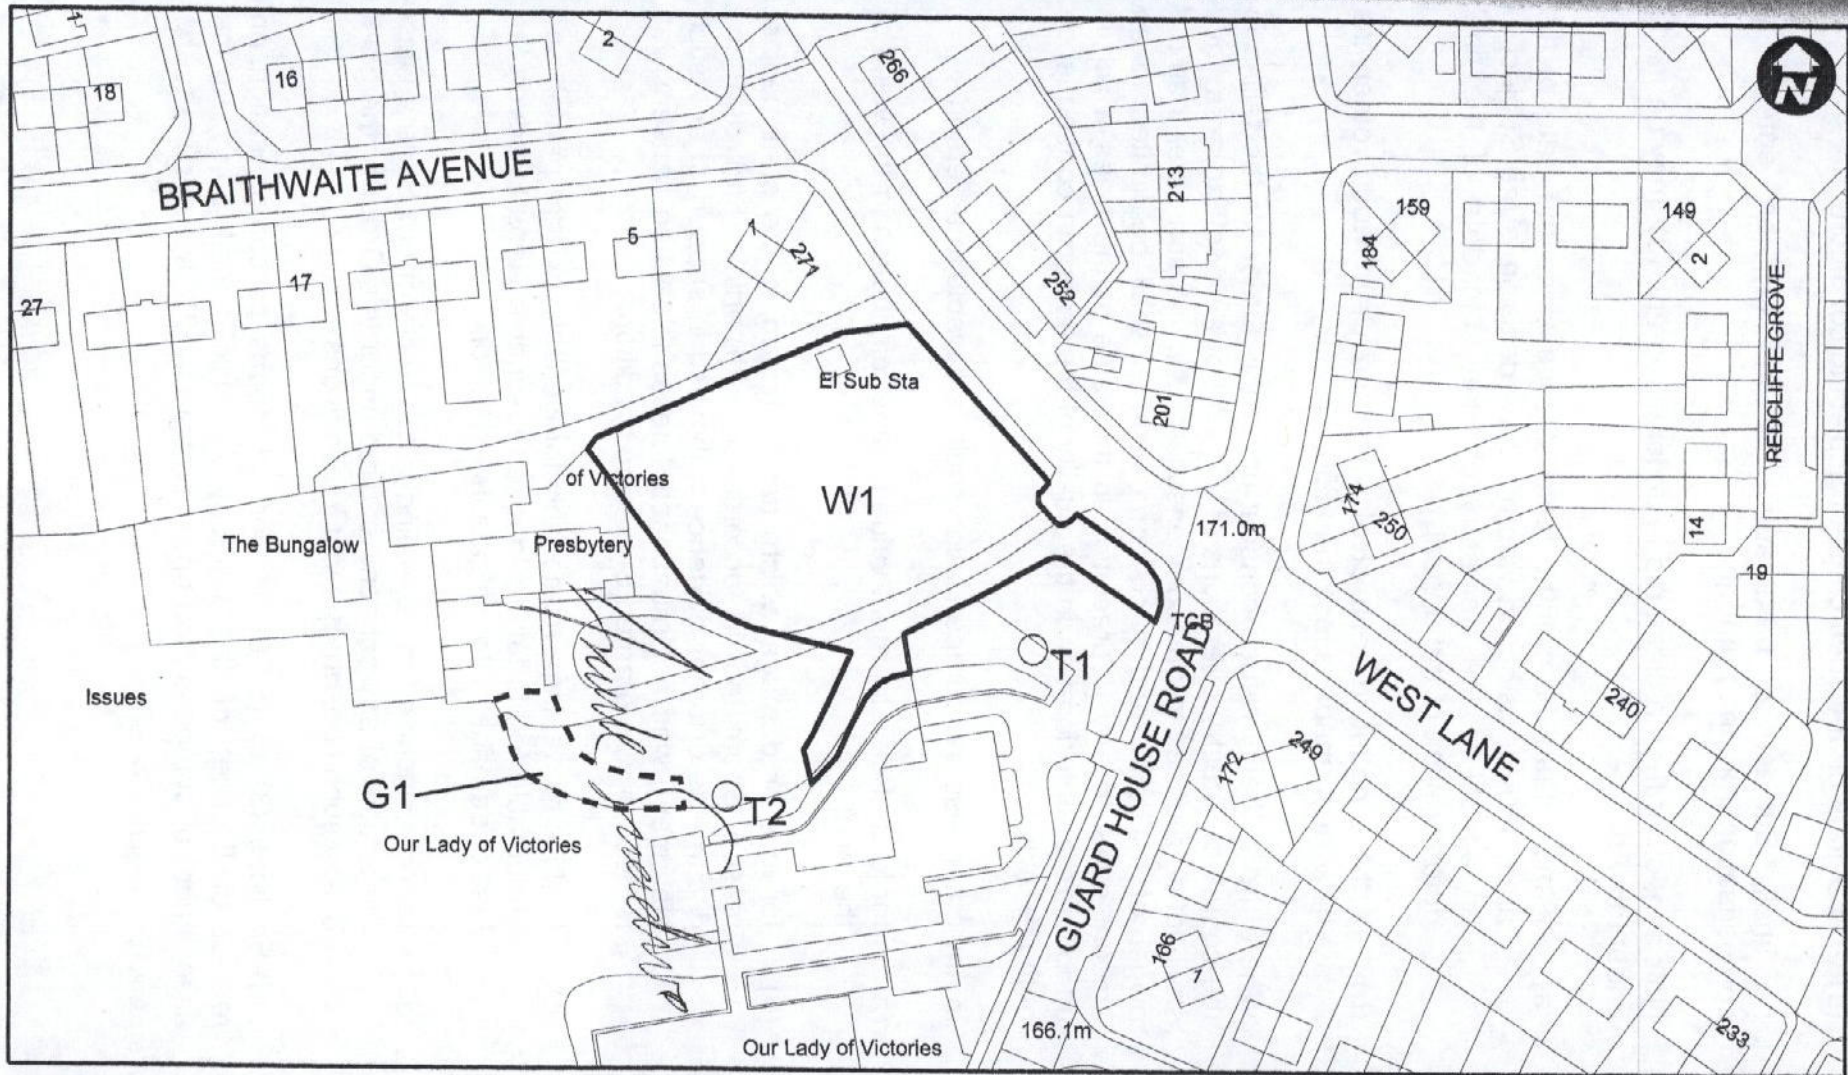 2
266
16
18
N
BRAITHWAITE AVENUE
213
159
149
184
2
5
1
271
252
REDCLIFFE GROVE
27
17
El Sub Sta
201
of Victories
W1
174
250
14
The Bungalow
Presbytery
171.0m
19
TCB
T1
WEST LANE
Issues
240
GUARD HOUSE ROAD
249
172
G1
T2
Our Lady of Victories
166
1
166.1m
233
Our Lady of Victories